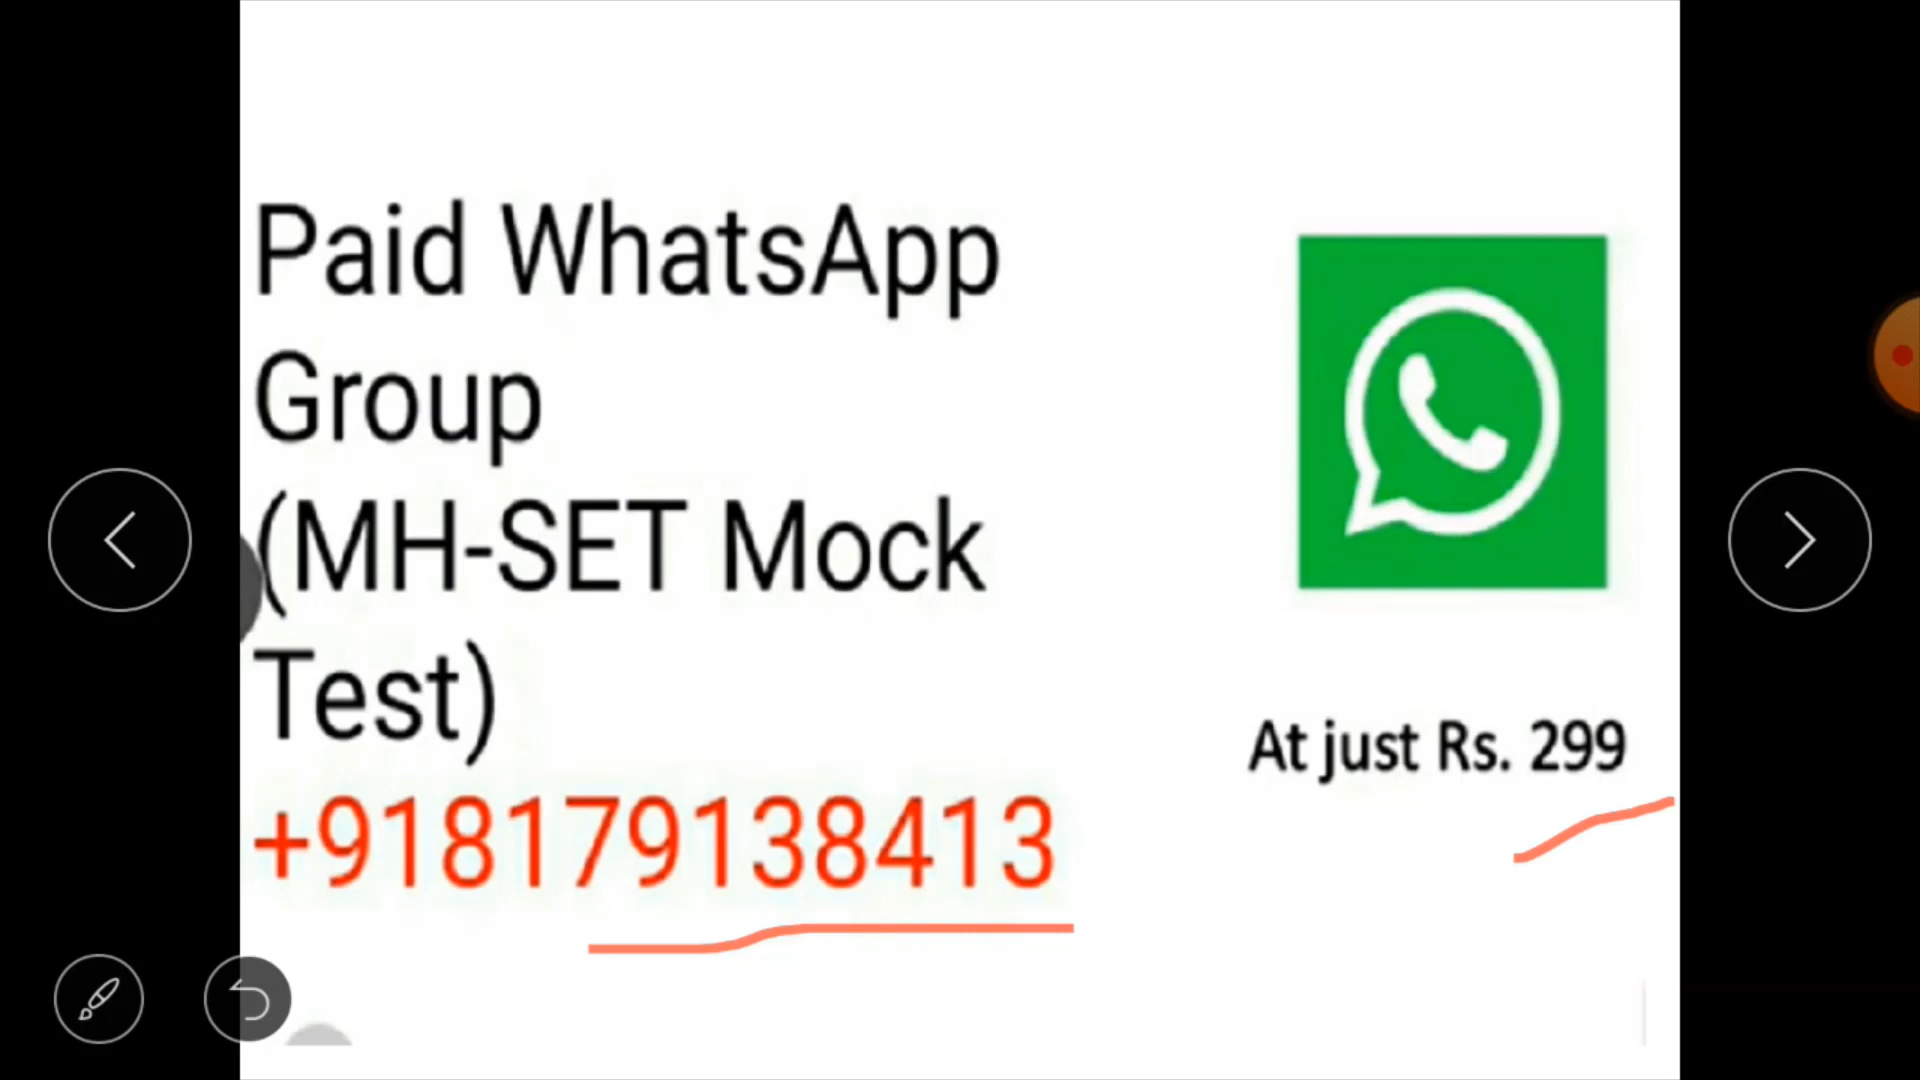 Paid WhatsApp
Group
(MH-SET Mock
Test)
+918179138413
At just Rs. 299